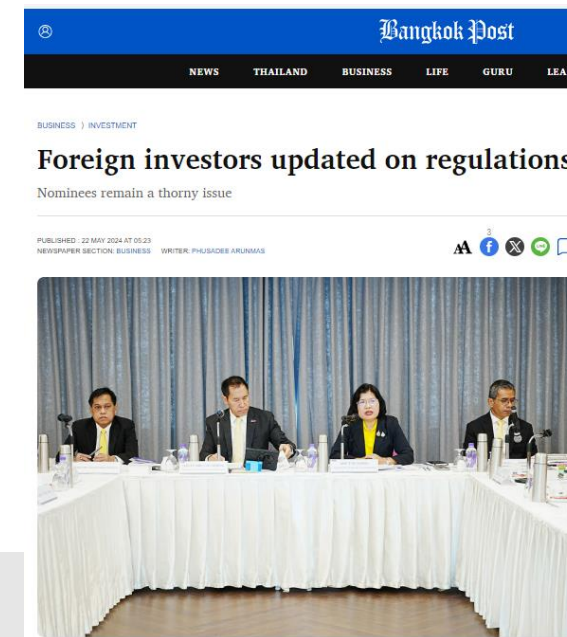 Bangkok Post
NEWS THAILAND BUSINESS LIFE GURU LEA
BUSINESS ) INVESTMENT
Foreign investors updated on regulations
Nominees remain a thorny issue
PUBLISHED : 22 MAY 2024 AT 05:23
NEWSPAPER SECTION: BUSINESS WRITER: PHUSADEE ARUNMAS
3
AA